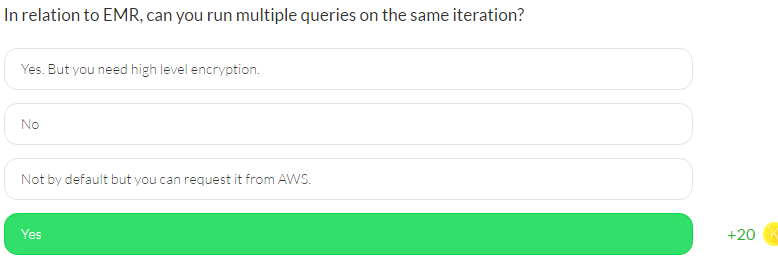 In relation to EMR, can you run multiple queries on the same iteration?
Yes. But you need high level encryption.
No
Not by default but you can request it from AWS.
Yes
+20